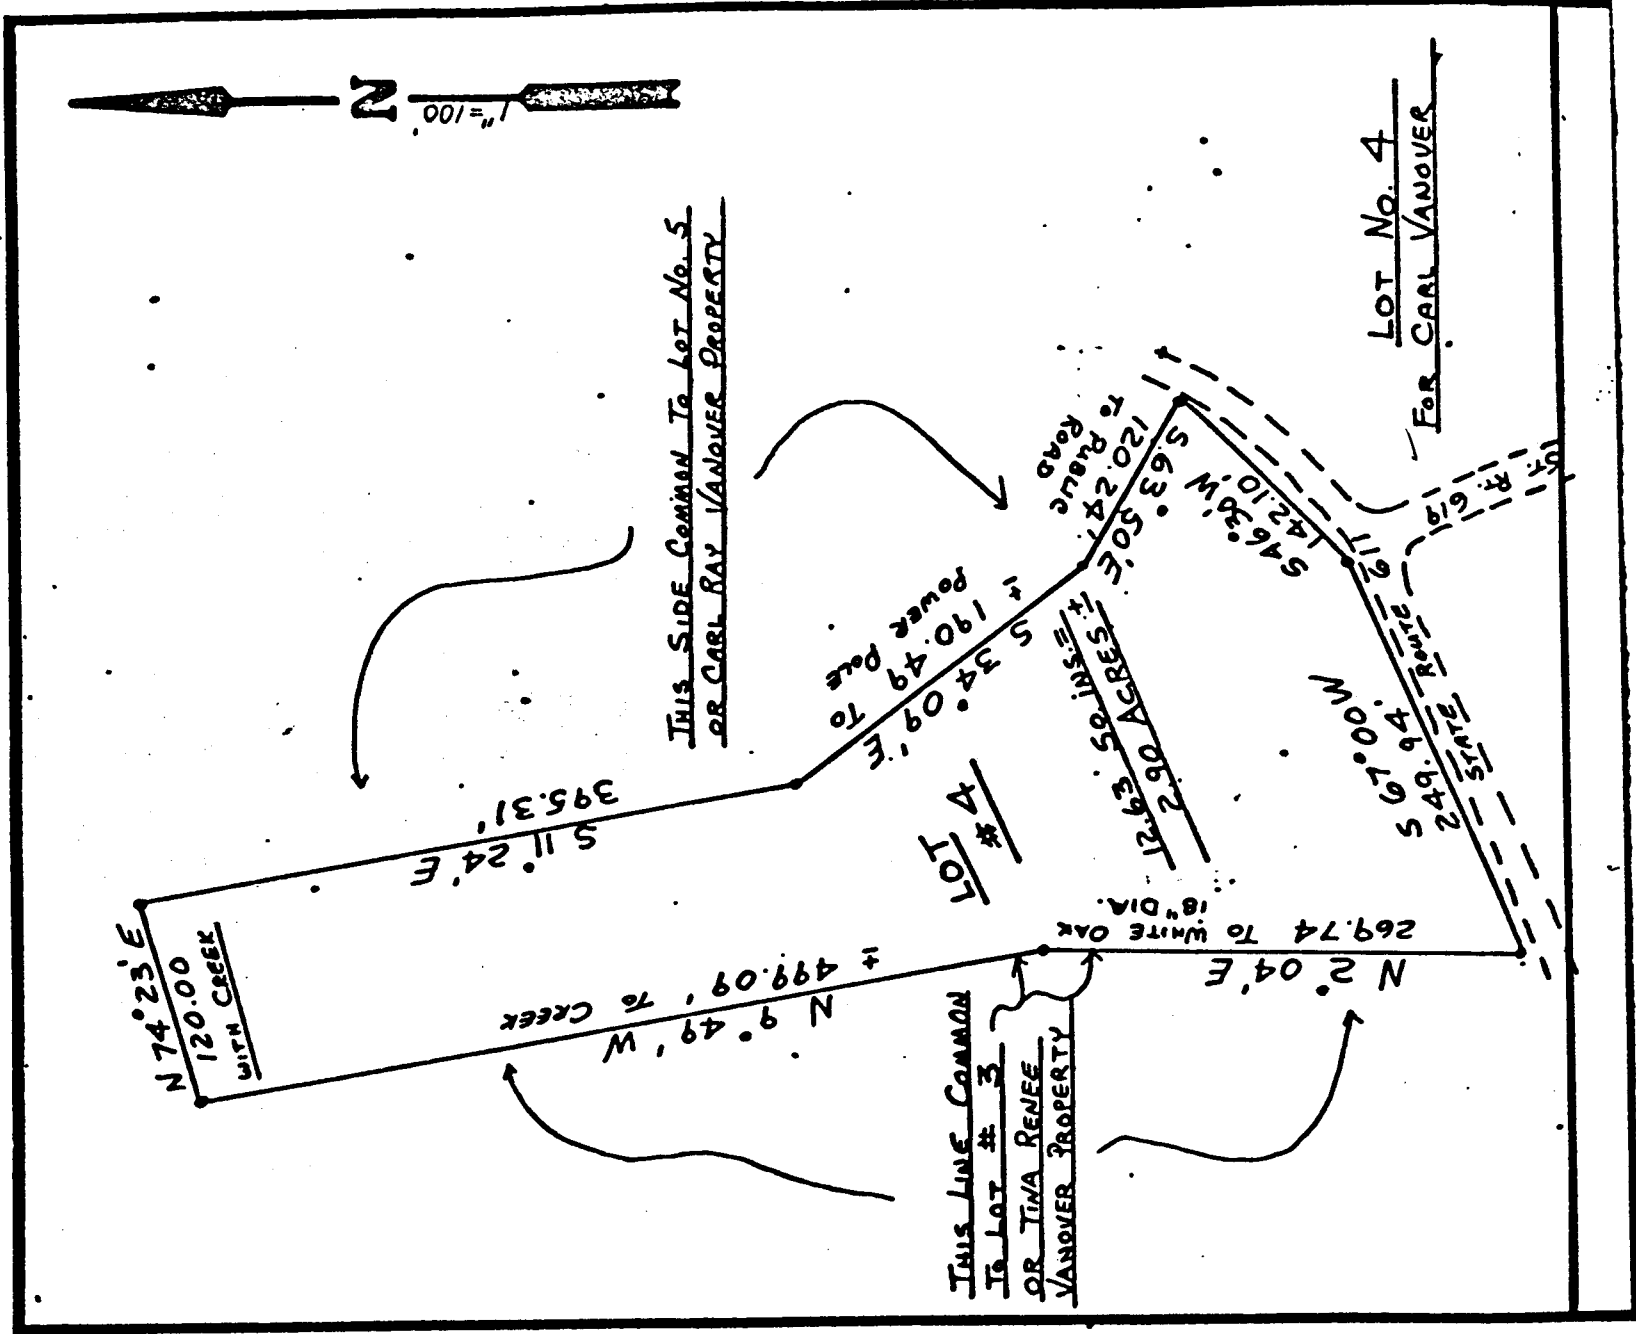 N
1"=100'
LOT No. 4
FOR CARL VANOVER
THIS SIDE COMMON TO LOT NO. 5
OR CARL RAY VANOVER PROPERTY
N 74°23' E
120.00
WITH CREEK
S 11° 24' E
395.31'
S 34° 09' E
190.49 TO
POWER POLE
±
S 63° 50' E
120.24'
TO PUBLIC
ROAD
S 46°30' W
142.10'
S 67°00W
249.94'
STATE ROUTE 611
ST.
RT. 619
N 2° 04' E
269.74 TO WHITE OAK
18" DIA.
N 9° 49' W
499.09' TO CREEK
±
LOT
#4
12.63 SQ. INS.=
2.90 ACRES.±
THIS LINE COMMON
TO LOT # 3
OR TINA RENEE
VANOVER PROPERTY